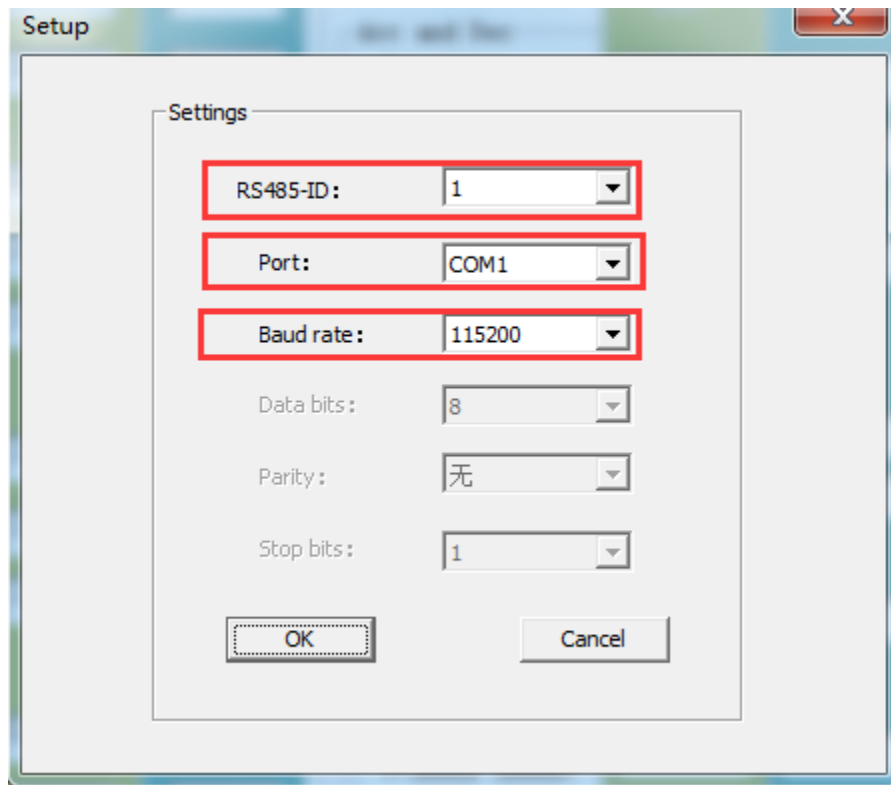 Setup
Settings
RS485-ID: 1
Port: COM1
Baud rate: 115200
Data bits: 8
Parity: 无
Stop bits: 1
OK Cancel